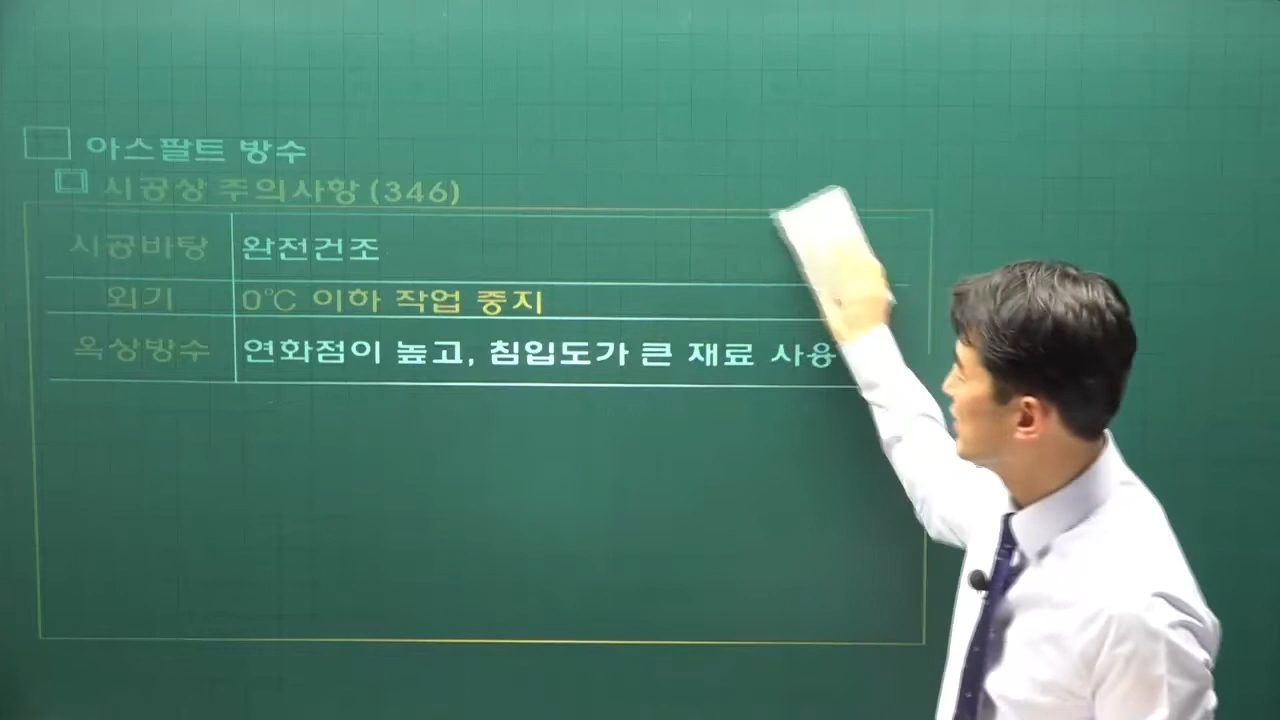 아스팔트 방수
시공상 주의사항 (346)
시공바탕 완전건조
외기 0℃ 이하 작업 중지
옥상방수 연화점이 높고, 침입도가 큰 재료 사용